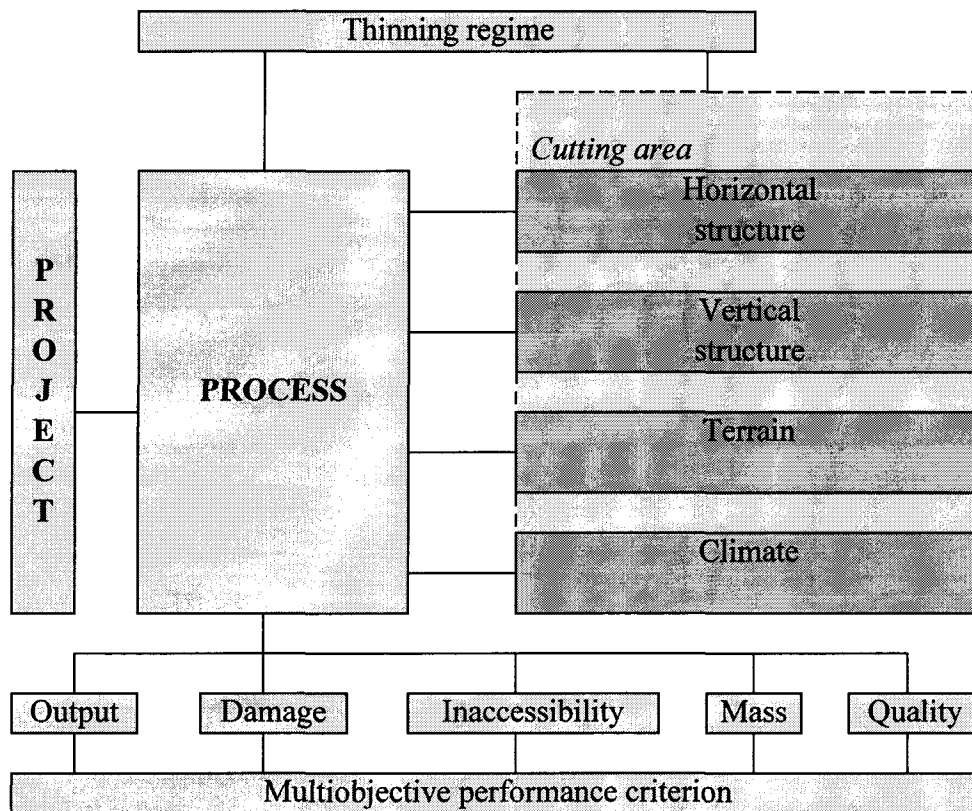 Thinning regime
Cutting area
Horizontal
structure
Vertical
structure
Terrain
Climate
PROJECT
PROCESS
Output
Damage
Inaccessibility
Mass
Quality
Multiobjective performance criterion